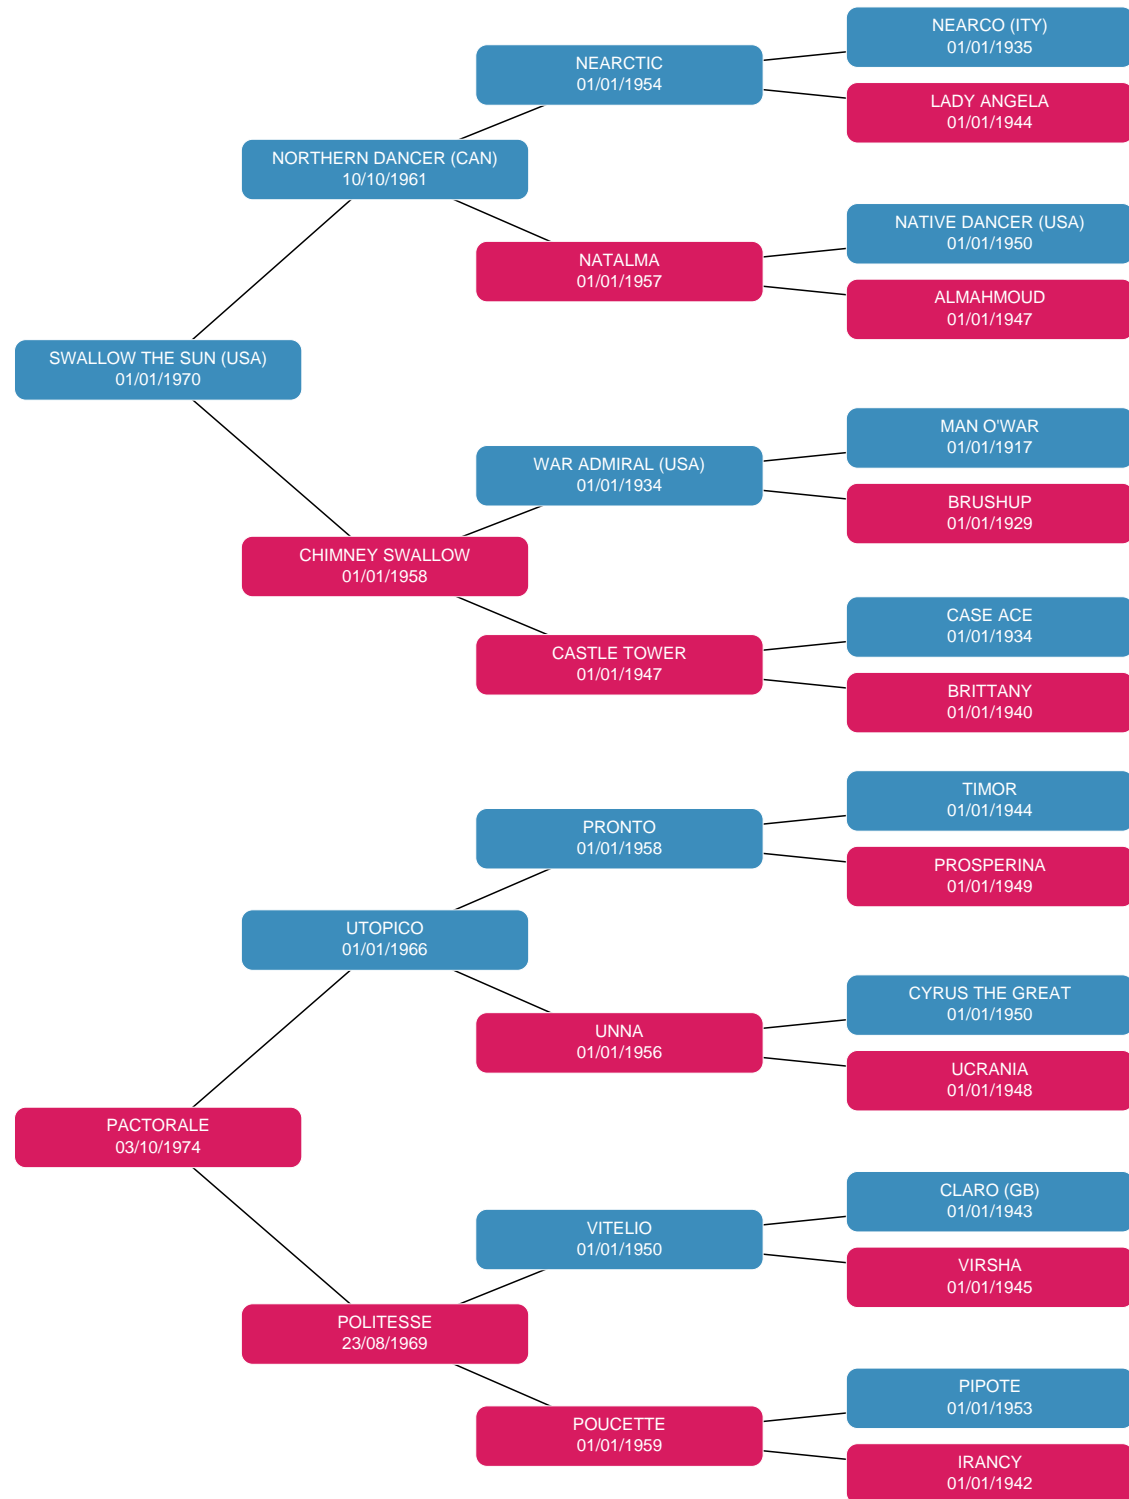 NEARCO (ITY)
01/01/1935
NEARCTIC
01/01/1954
LADY ANGELA
01/01/1944
NORTHERN DANCER (CAN)
10/10/1961
NATIVE DANCER (USA)
01/01/1950
NATALMA
01/01/1957
ALMAHMOUD
01/01/1947
SWALLOW THE SUN (USA)
01/01/1970
MAN O'WAR
01/01/1917
WAR ADMIRAL (USA)
01/01/1934
BRUSHUP
01/01/1929
CHIMNEY SWALLOW
01/01/1958
CASE ACE
01/01/1934
CASTLE TOWER
01/01/1947
BRITTANY
01/01/1940
TIMOR
01/01/1944
PRONTO
01/01/1958
PROSPERINA
01/01/1949
UTOPICO
01/01/1966
CYRUS THE GREAT
01/01/1950
UNNA
01/01/1956
UCRANIA
01/01/1948
PACTORALE
03/10/1974
CLARO (GB)
01/01/1943
VITELIO
01/01/1950
VIRSHA
01/01/1945
POLITESSE
23/08/1969
PIPOTE
01/01/1953
POUCETTE
01/01/1959
IRANCY
01/01/1942